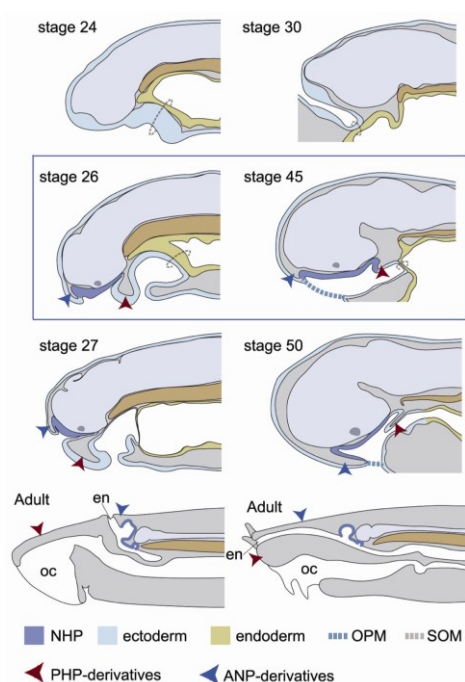 stage 24 stage 30
stage 26 stage 45
stage 27 stage 50
Adult en Adult
oc en oc
NHP ectoderm endoderm OPM SOM
PHP-derivatives ANP-derivatives